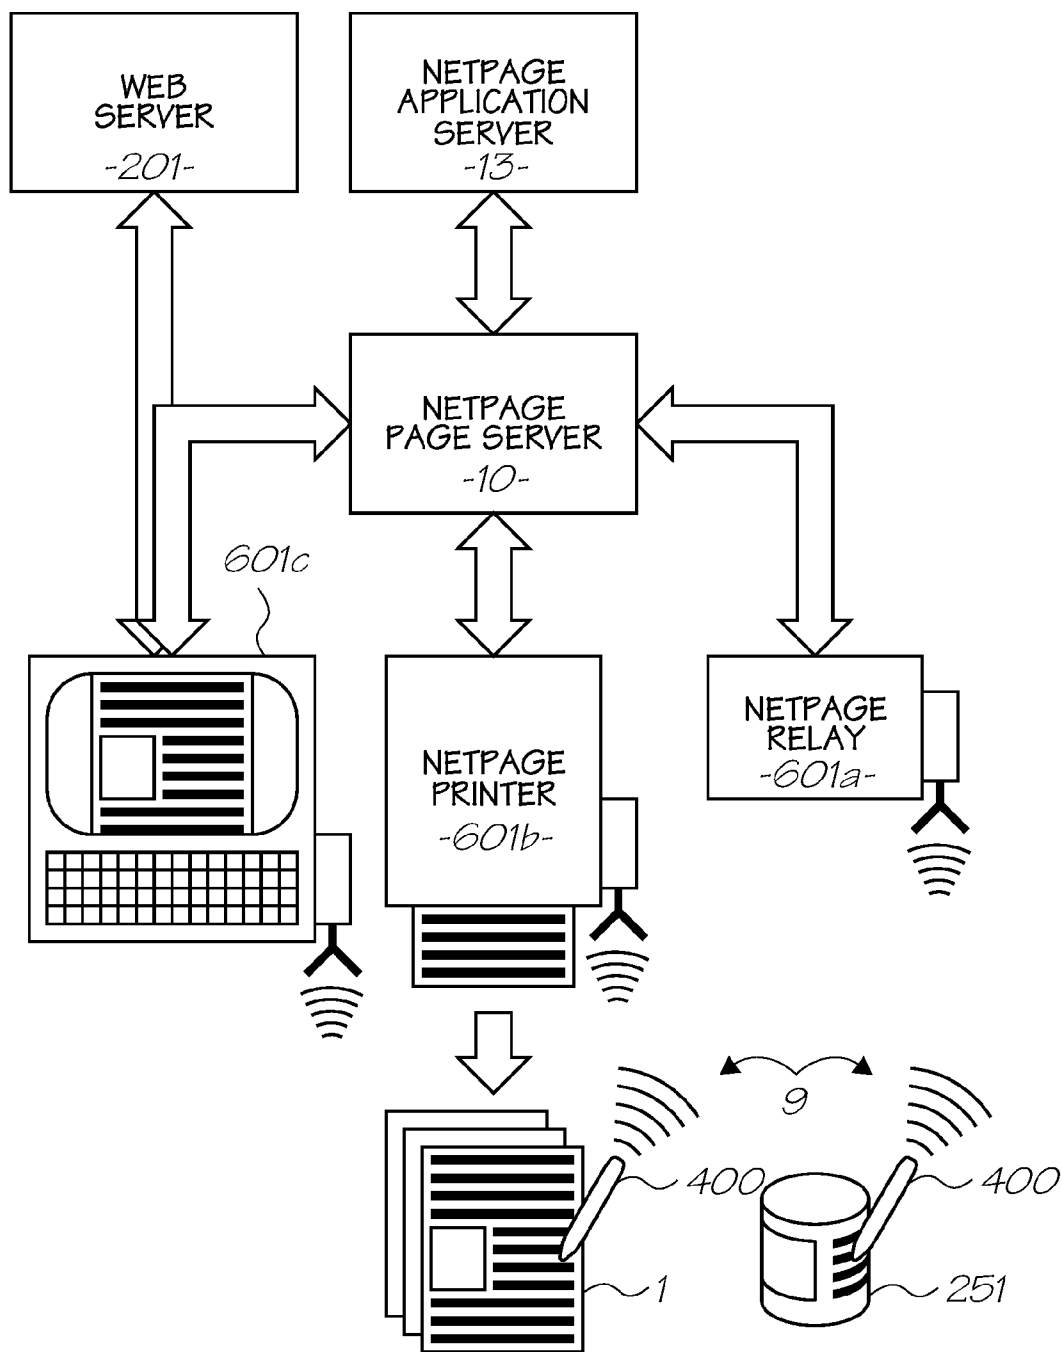 WEB
SERVER
-201-
NETPAGE
APPLICATION
SERVER
-13-
NETPAGE
PAGE SERVER
-10-
601c
NETPAGE
PRINTER
-601b-
NETPAGE
RELAY
-601a-
9
400
400
1
251